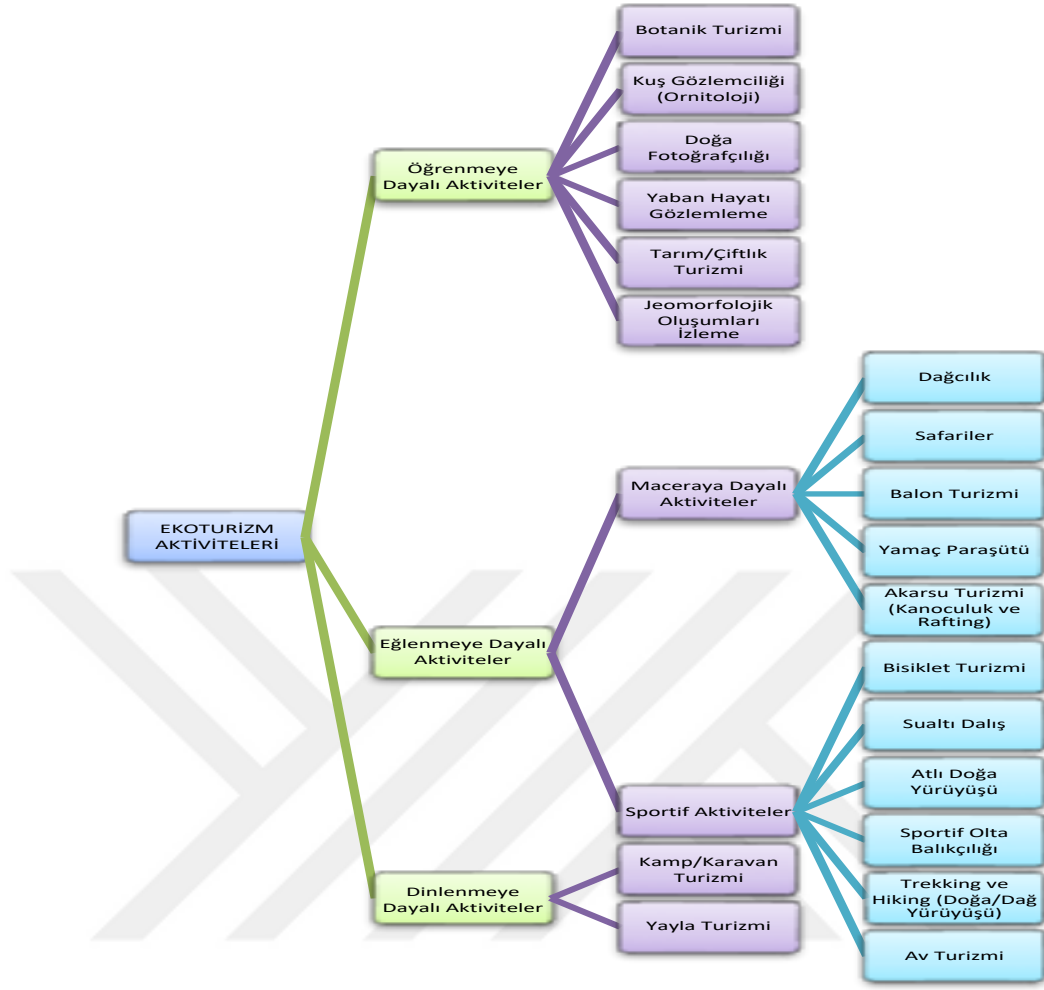 Botanik Turizmi
Kuş Gözlemciliği
(Ornitoloji)
Doğa
Fotoğrafçılığı
Öğrenmeye
Dayalı Aktiviteler
Yaban Hayatı
Gözlemleme
Tarım/Çiftlik
Turizmi
Jeomorfolojik
Oluşumları
İzleme
Dağcılık
Safariler
Maceraya Dayalı
Aktiviteler
Balon Turizmi
EKOTURİZM
AKTİVİTELERİ
Yamaç Paraşütü
Akarsu Turizmi
(Kanoculuk ve
Rafting)
Eğlenmeye Dayalı
Aktiviteler
Bisiklet Turizmi
Sualtı Dalış
Atlı Doğa
Yürüyüşü
Sportif Aktiviteler
Sportif Olta
Balıkçılığı
Kamp/Karavan
Turizmi
Dinlenmeye
Dayalı Aktiviteler
Trekking ve
Hiking (Doğa/Dağ
Yürüyüşü)
Yayla Turizmi
Av Turizmi